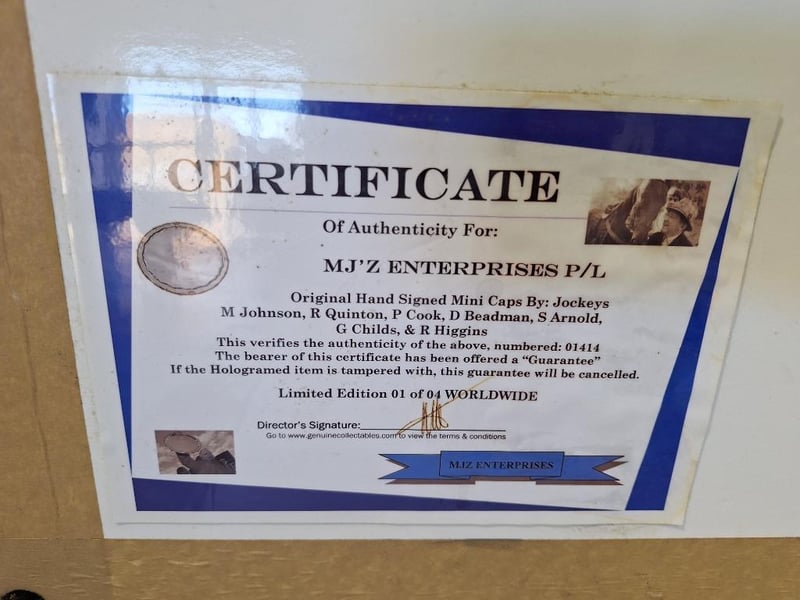 CERTIFICATE
Of Authenticity For:
MJ'Z ENTERPRISES P/L
Original Hand Signed Mini Caps By: Jockeys
M Johnson, R Quinton, P Cook, D Beadman, S Arnold,
G Childs, & R Higgins
This verifies the authenticity of the above, numbered: 01414
The bearer of this certificate has been offered a “Guarantee”
If the Hologramed item is tampered with, this guarantee will be cancelled.
Limited Edition 01 of 04 WORLDWIDE
Director's Signature:
Go to www.genuinecollectables.com to view the terms & conditions
MJZ ENTERPRISES